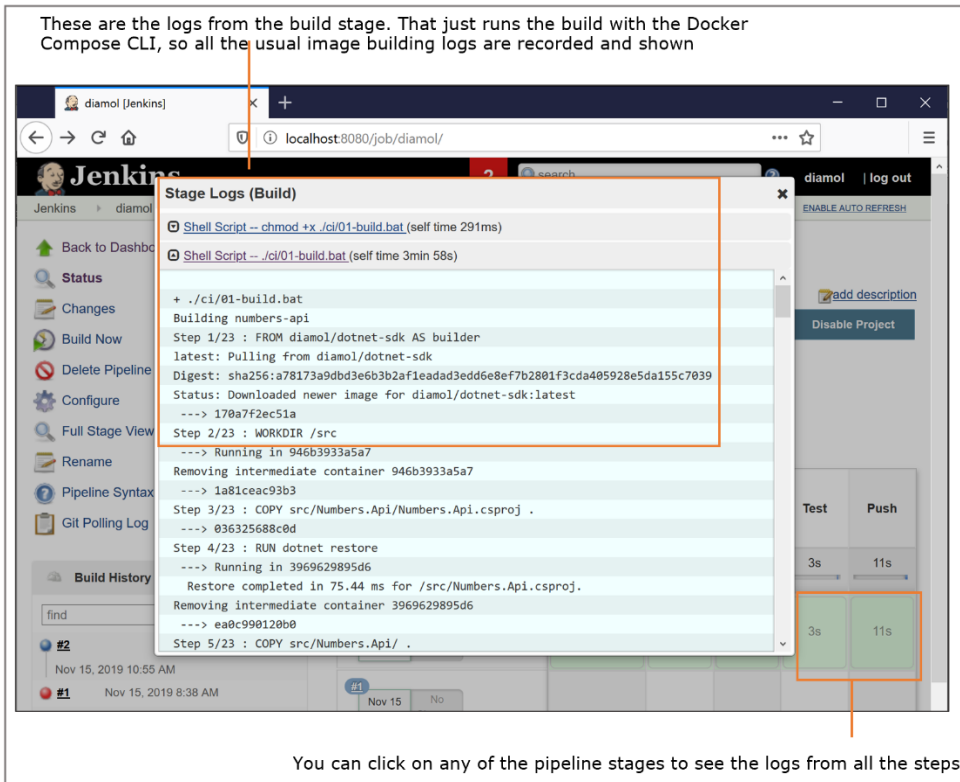 These are the logs from the build stage. That just runs the build with the Docker
Compose CLI, so all the usual image building logs are recorded and shown
diamol [Jenkins]
localhost:8080/job/diamol/
Jenkins
2
search
diamol | log out
Jenkins
diamol
ENABLE AUTO REFRESH
Stage Logs (Build)
Shell Script -- chmod +x ./ci/01-build.bat (self time 291ms)
Shell Script -- ./ci/01-build.bat (self time 3min 58s)
+ ./ci/01-build.bat
Building numbers-api
Step 1/23 : FROM diamol/dotnet-sdk AS builder
latest: Pulling from diamol/dotnet-sdk
Digest: sha256:a78173a9dbd3e6b3b2af1eadad3edd6e8ef7b2801f3cda405928e5da155c7039
Status: Downloaded newer image for diamol/dotnet-sdk:latest
---> 170a7f2ec51a
Step 2/23 : WORKDIR /src
---> Running in 946b3933a5a7
Removing intermediate container 946b3933a5a7
---> 1a81ceac93b3
Step 3/23 : COPY src/Numbers.Api/Numbers.Api.csproj .
---> 036325688c0d
Step 4/23 : RUN dotnet restore
---> Running in 3969629895d6
Restore completed in 75.44 ms for /src/Numbers.Api.csproj.
Removing intermediate container 3969629895d6
---> ea0c990120b0
Step 5/23 : COPY src/Numbers.Api/ .
Back to Dashbo
Status
Changes
Build Now
Delete Pipeline
Configure
Full Stage View
Rename
Pipeline Syntax
Git Polling Log
Build History
find
#2
Nov 15, 2019 10:55 AM
#1 Nov 15, 2019 8:38 AM
add description
Disable Project
Test Push
3s 11s
3s 11s
#1
Nov 15 No
You can click on any of the pipeline stages to see the logs from all the steps